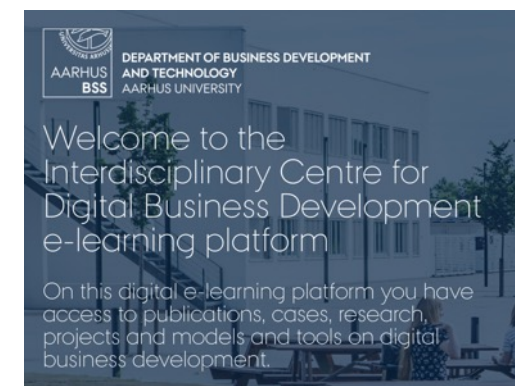 AARHUS
BSS
DEPARTMENT OF BUSINESS DEVELOPMENT
AND TECHNOLOGY
AARHUS UNIVERSITY
Welcome to the
Interdisciplinary Centre for
Digital Business Development
e-learning platform
On this digital e-learning platform you have
access to publications, cases, research,
projects and models and tools on digital
business development.